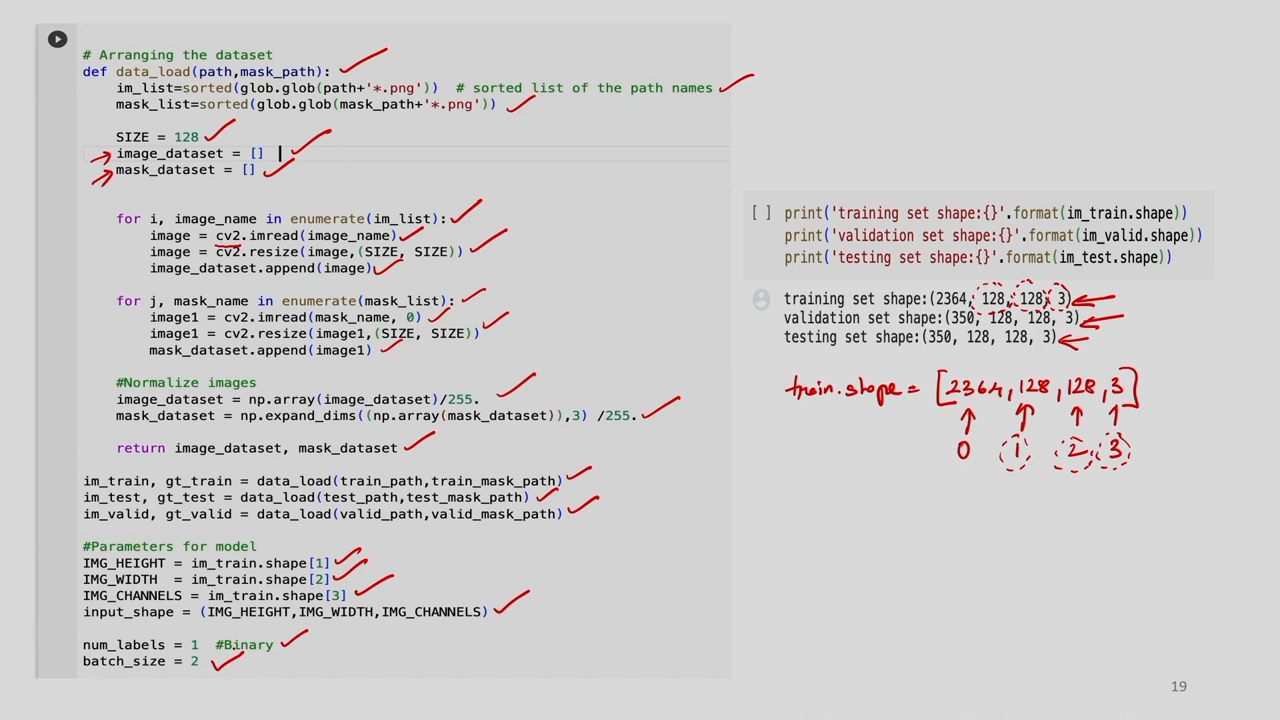 # Arranging the dataset
def data_load(path,mask_path):
im_list=sorted(glob.glob(path+'*.png')) # sorted list of the path names
mask_list=sorted(glob.glob(mask_path+'*.png'))
SIZE = 128
image_dataset = []
mask_dataset = []
for i, image_name in enumerate(im_list):
image = cv2.imread(image_name)
image = cv2.resize(image,(SIZE, SIZE))
image_dataset.append(image)
for j, mask_name in enumerate(mask_list):
image1 = cv2.imread(mask_name, 0)
image1 = cv2.resize(image1,(SIZE, SIZE))
mask_dataset.append(image1)
#Normalize images
image_dataset = np.array(image_dataset)/255.
mask_dataset = np.expand_dims((np.array(mask_dataset)),3) /255.
return image_dataset, mask_dataset
im_train, gt_train = data_load(train_path,train_mask_path)
im_test, gt_test = data_load(test_path,test_mask_path)
im_valid, gt_valid = data_load(valid_path,valid_mask_path)
#Parameters for model
IMG_HEIGHT = im_train.shape[1]
IMG_WIDTH = im_train.shape[2]
IMG_CHANNELS = im_train.shape[3]
input_shape = (IMG_HEIGHT,IMG_WIDTH,IMG_CHANNELS)
num_labels = 1 #Binary
batch_size = 2
[ ] print('training set shape:{}'.format(im_train.shape))
print('validation set shape:{}'.format(im_valid.shape))
print('testing set shape:{}'.format(im_test.shape))
training set shape:(2364, 128, 128, 3)
validation set shape:(350, 128, 128, 3)
testing set shape:(350, 128, 128, 3)
train.shape = [2364,128,128,3]
0 1 2 3
19